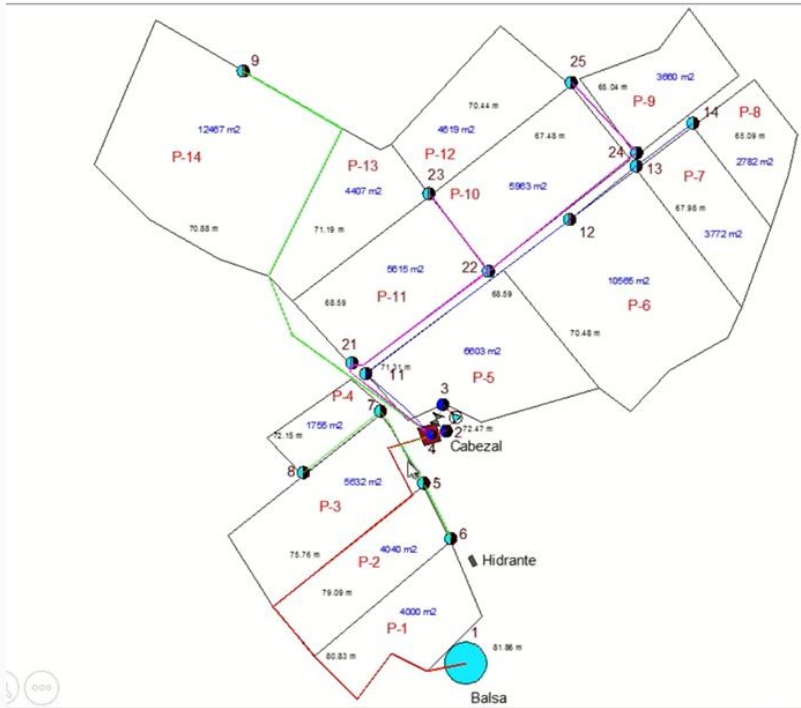 9
25
3660 m2
65.04 m
P-9
70.44 m
4619 m2
P-8
14
12467 m2
67.48 m
65.09 m
P-14
P-13
P-12
24
2782 m2
13
23
P-10
5963 m2
P-7
4407 m2
67.98 m
12
70.88 m
71.19 m
3772 m2
5615 m2
22
10565 m2
68.59
P-11
68.59
P-6
70.48 m
21
71.31 m
11
6603 m2
P-5
P-4
7
3
1755 m2
72.15 m
2
72.47 m
4
Cabezal
8
5632 m2
5
P-3
6
75.76 m
4040 m2
P-2
Hidrante
79.09 m
4000 m2
P-1
1
80.83 m
81.86 m
Balsa